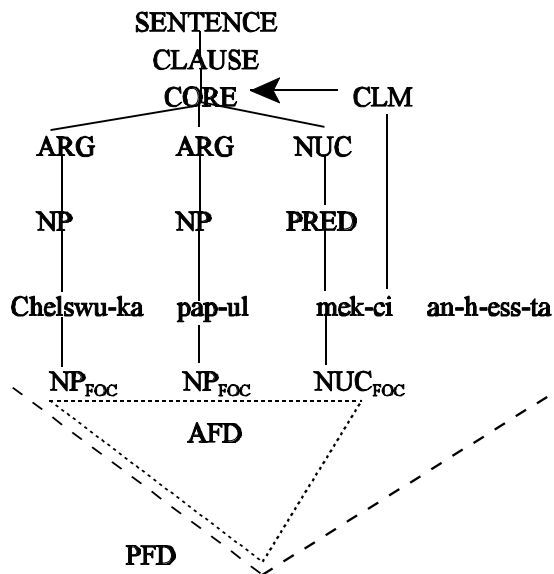 SENTENCE
CLAUSE
CORE CLM
ARG ARG NUC
NP NP PRED
Chelswu-ka pap-ul mek-ci an-h-ess-ta
NPFOC NPFOC NUCFOC
AFD
PFD